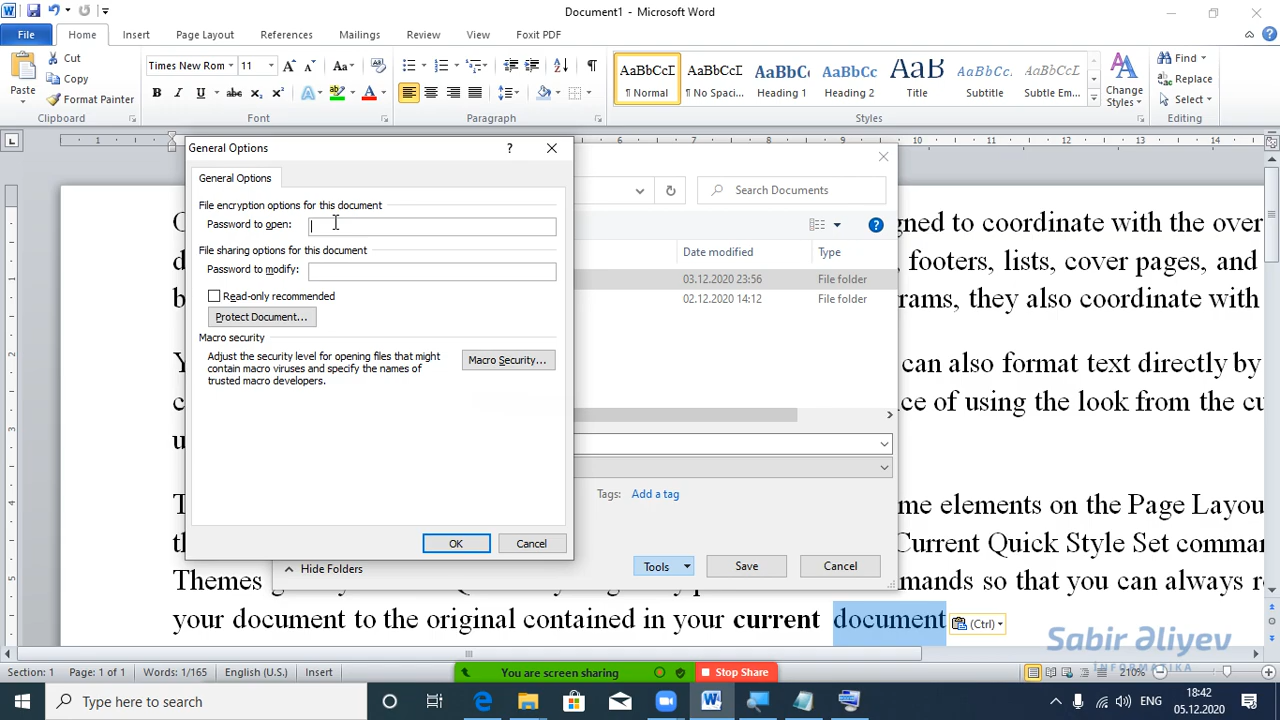 Document1 - Microsoft Word
File Home Insert Page Layout References Mailings Review View Foxit PDF
Paste
Cut
Copy
Format Painter
Clipboard
Times New Rom 11
Font
Paragraph
AaBbCcI
¶ Normal
AaBbCcI
¶ No Spaci...
AaBbCc
Heading 1
AaBbCc
Heading 2
AaB
Title
AaBbCcI
Subtitle
AaBbCcI
Subtle Em...
Change
Styles
Styles
Find
Replace
Select
Editing
General Options
General Options
File encryption options for this document
Password to open:
File sharing options for this document
Password to modify:
Read-only recommended
Protect Document...
Macro security
Adjust the security level for opening files that might
contain macro viruses and specify the names of
trusted macro developers.
Macro Security...
OK Cancel
Search Documents
Date modified Type
03.12.2020 23:56 File folder
02.12.2020 14:12 File folder
Tags: Add a tag
Hide Folders
Tools Save Cancel
gned to coordinate with the over
, footers, lists, cover pages, and
rams, they also coordinate with
can also format text directly by
ce of using the look from the cu
me elements on the Page Layou
Current Quick Style Set comma
Themes
mands so that you can always r
your document to the original contained in your current document
(Ctrl)
Sabir Əliyev
INFORMATIKA
Section: 1 Page: 1 of 1 Words: 1/165 English (U.S.) Insert
You are screen sharing Stop Share
210%
Type here to search
ENG
18:42
05.12.2020